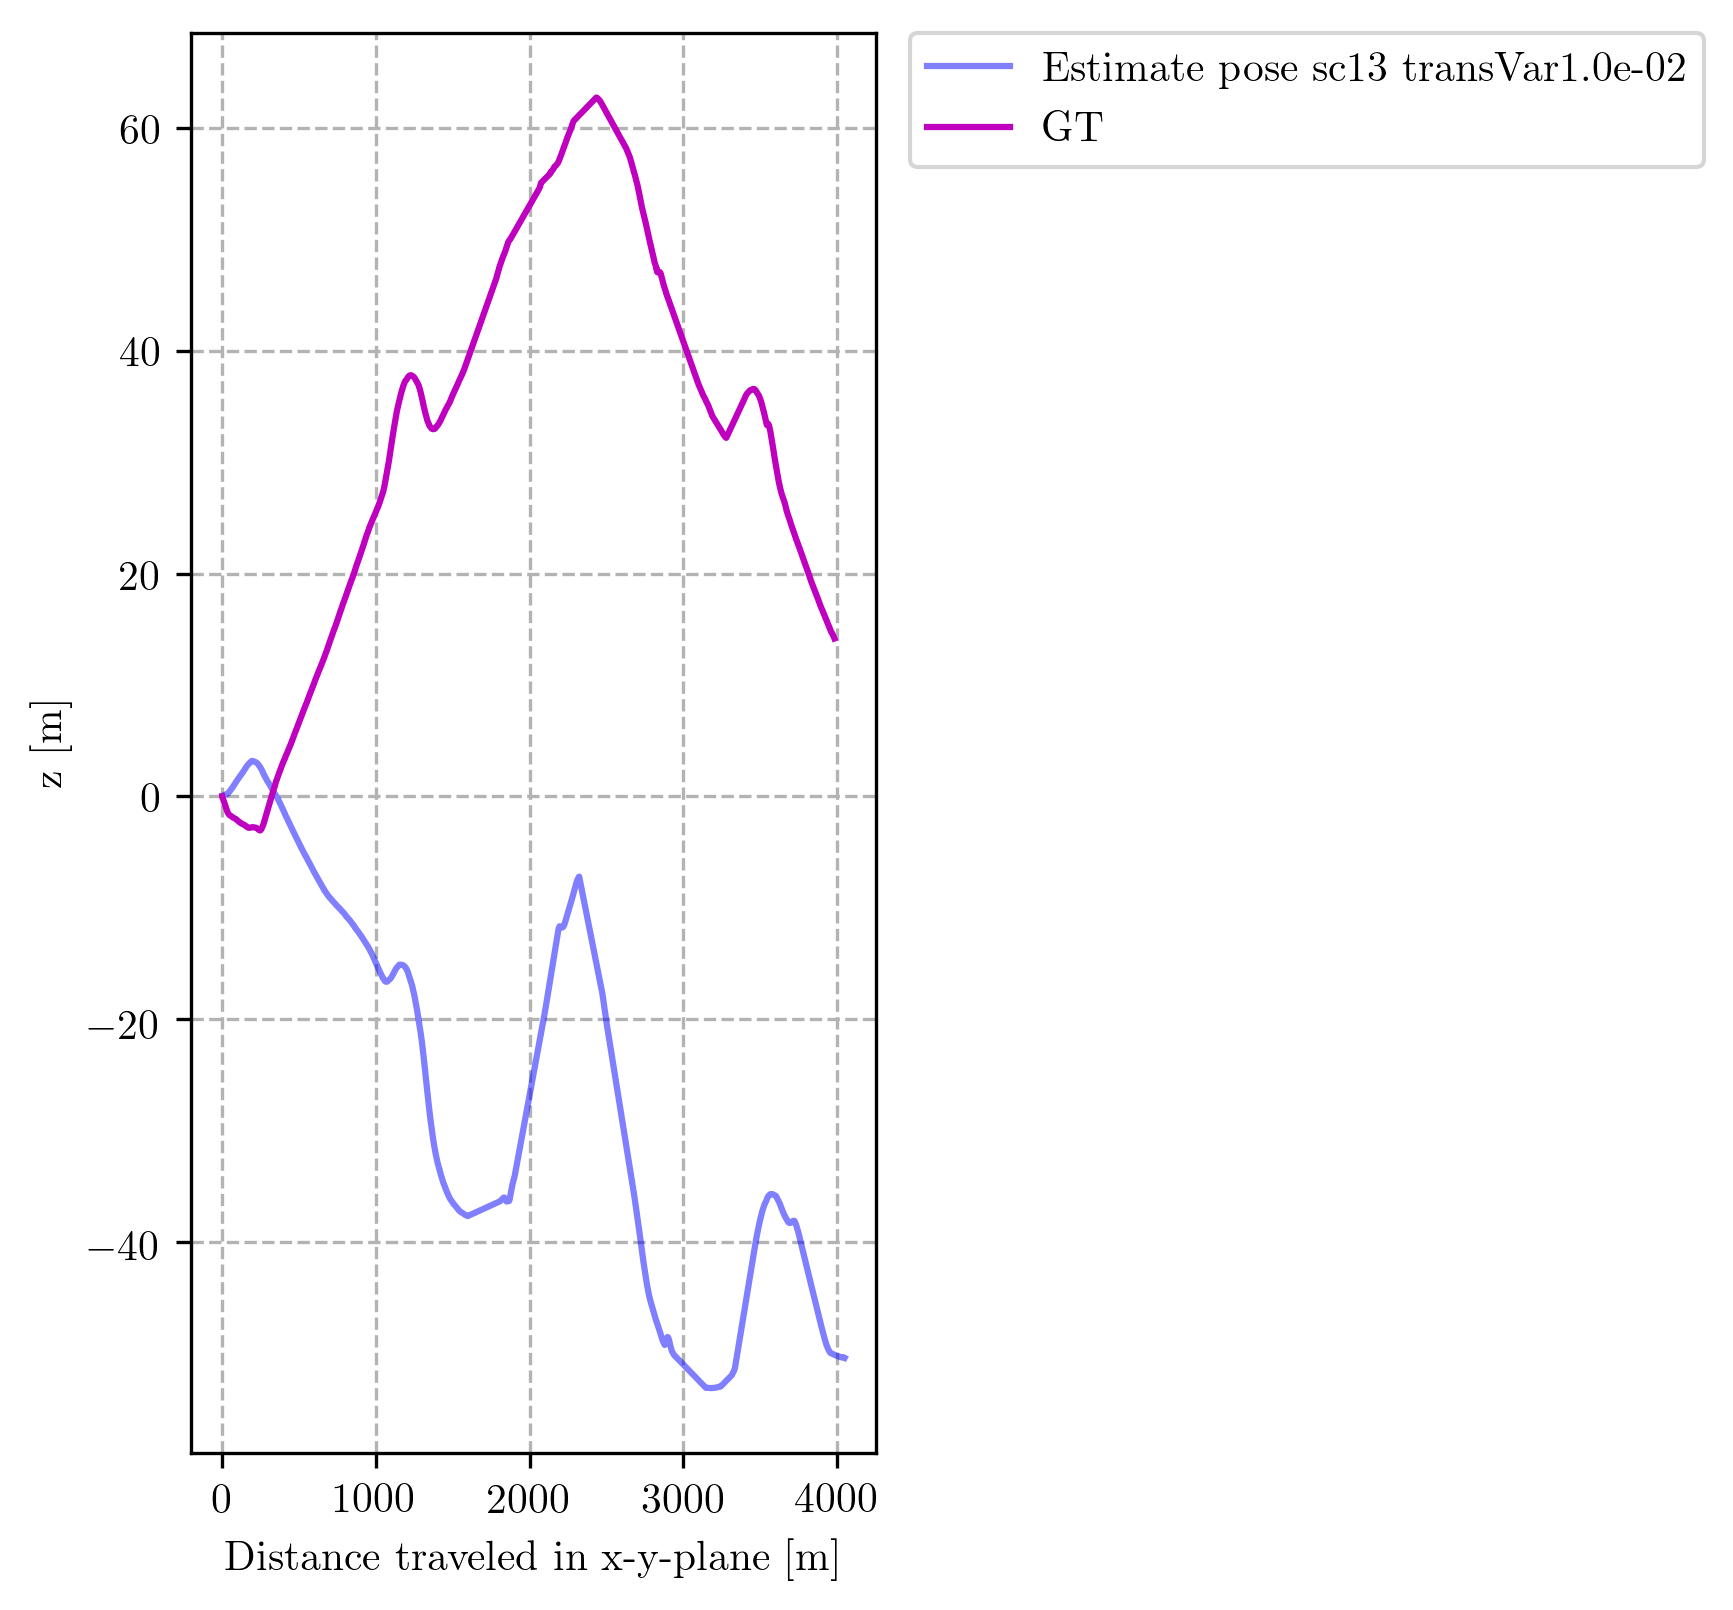 Estimate pose sc13 transVar1.0e-02
GT
60
40
20
0
−20
−40
z [m]
0 1000 2000 3000 4000
Distance traveled in x-y-plane [m]